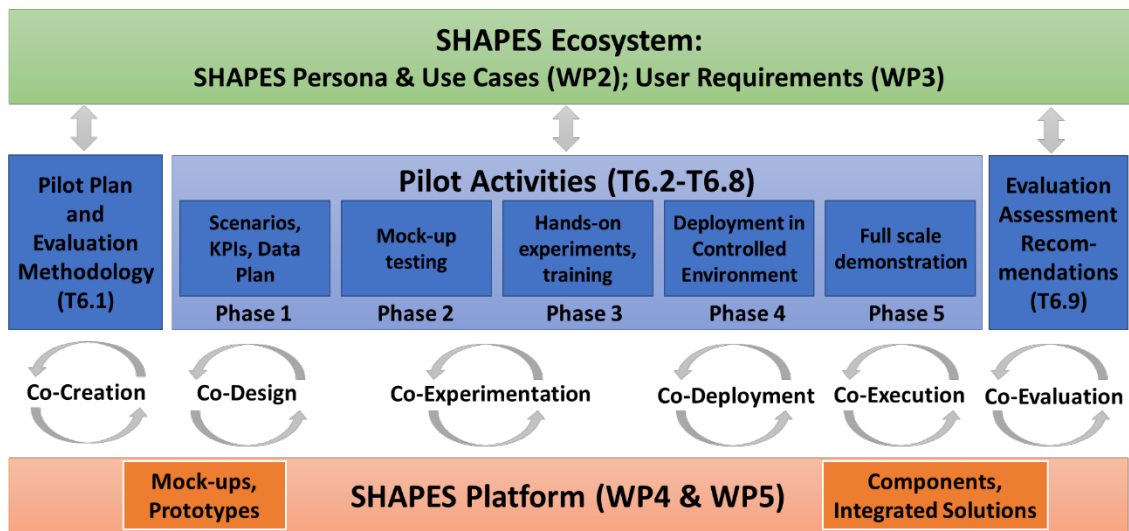 SHAPES Ecosystem:
SHAPES Persona & Use Cases (WP2); User Requirements (WP3)
Pilot Plan
and
Evaluation
Methodology
(T6.1)
Pilot Activities (T6.2-T6.8)
Scenarios,
KPIs, Data
Plan
Phase 1
Mock-up
testing
Phase 2
Hands-on
experiments,
training
Phase 3
Deployment in
Controlled
Environment
Phase 4
Full scale
demonstration
Phase 5
Evaluation
Assessment
Recom-
mendations
(T6.9)
Co-Creation
Co-Design
Co-Experimentation
Co-Deployment
Co-Execution
Co-Evaluation
Mock-ups,
Prototypes
SHAPES Platform (WP4 & WP5)
Components,
Integrated Solutions